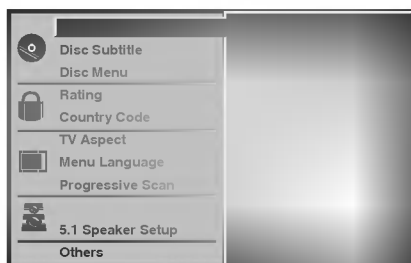 Disc Subtitle
Disc Menu
Rating
Country Code
TV Aspect
Menu Language
Progressive Scan
5.1 Speaker Setup
Others